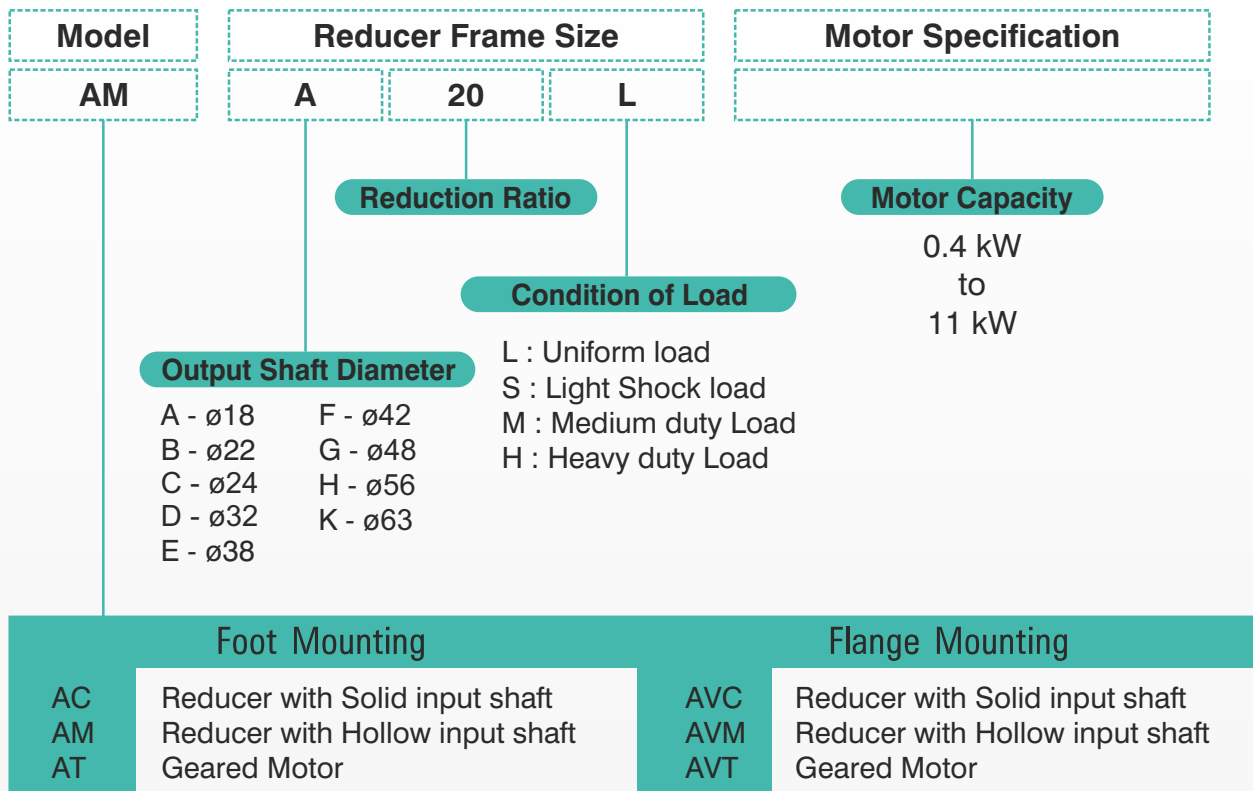 Model Reducer Frame Size Motor Specification
AM A 20 L
Reduction Ratio Motor Capacity
0.4 kW
to
11 kW
Condition of Load
L : Uniform load
S : Light Shock load
M : Medium duty Load
H : Heavy duty Load
Output Shaft Diameter
A - ø18 F - ø42
B - ø22 G - ø48
C - ø24 H - ø56
D - ø32 K - ø63
E - ø38
Foot Mounting Flange Mounting
AC Reducer with Solid input shaft AVC Reducer with Solid input shaft
AM Reducer with Hollow input shaft AVM Reducer with Hollow input shaft
AT Geared Motor AVT Geared Motor